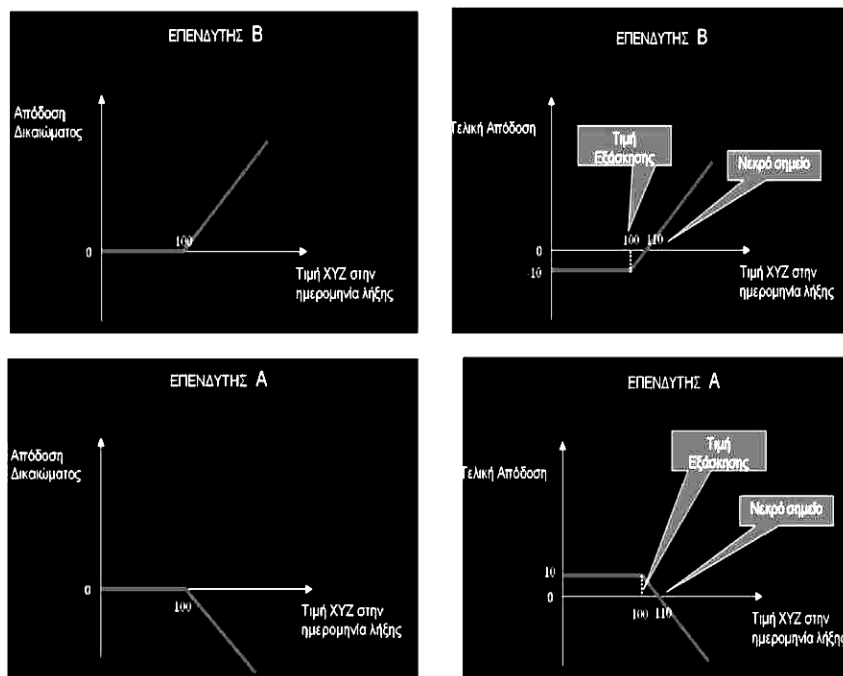 ΕΠΕΝΔΥΤΗΣ Β
Απόδοση
Δικαιώματος
100
0
Τιμή XYZ στην
ημερομηνία λήξης
ΕΠΕΝΔΥΤΗΣ Β
Τελική Απόδοση
Τιμή
Εξάσκησης
Νεκρό σημείο
100 110
0
-10
Τιμή XYZ στην
ημερομηνία λήξης
ΕΠΕΝΔΥΤΗΣ Α
Απόδοση
Δικαιώματος
0
100
Τιμή XYZ στην
ημερομηνία λήξης
ΕΠΕΝΔΥΤΗΣ Α
Τελική Απόδοση
Τιμή
Εξάσκησης
Νεκρό σημείο
10
0
100 110
Τιμή XYZ στην
ημερομηνία λήξης